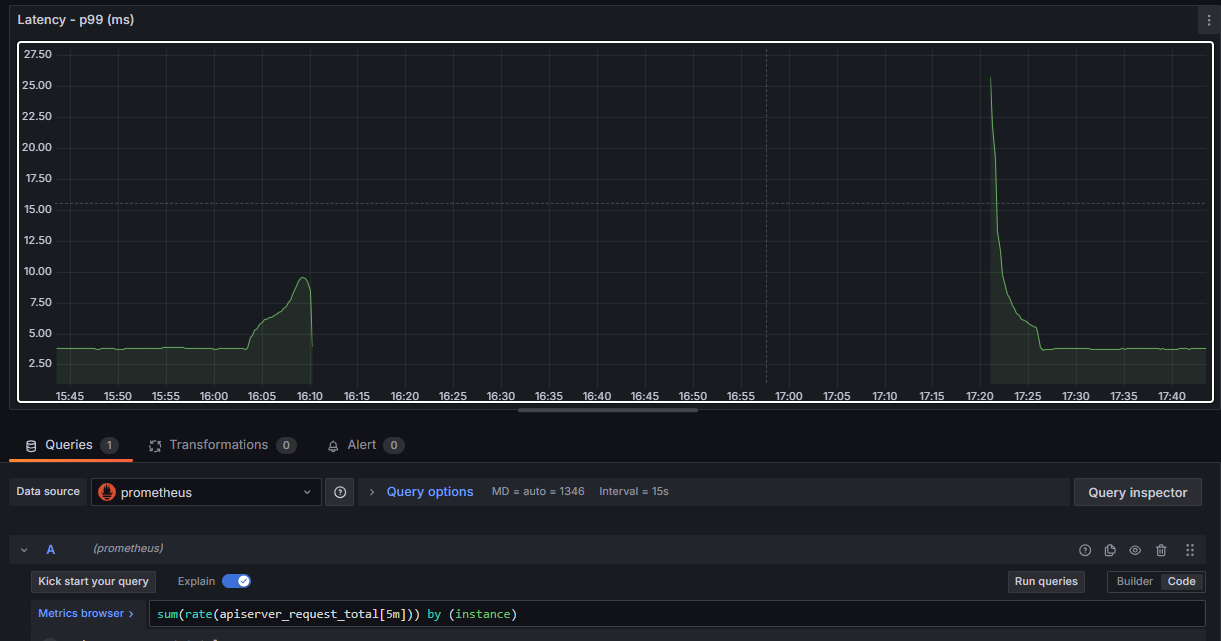 Latency - p99 (ms)
27.50
25.00
22.50
20.00
17.50
15.00
12.50
10.00
7.50
5.00
2.50
15:45 15:50 15:55 16:00 16:05 16:10 16:15 16:20 16:25 16:30 16:35 16:40 16:45 16:50 16:55 17:00 17:05 17:10 17:15 17:20 17:25 17:30 17:35 17:40
Queries 1 Transformations 0 Alert 0
Data source prometheus Query options MD = auto = 1346 Interval = 15s Query inspector
A (prometheus)
Kick start your query Explain Run queries Builder Code
Metrics browser > sum(rate(apiserver_request_total[5m])) by (instance)